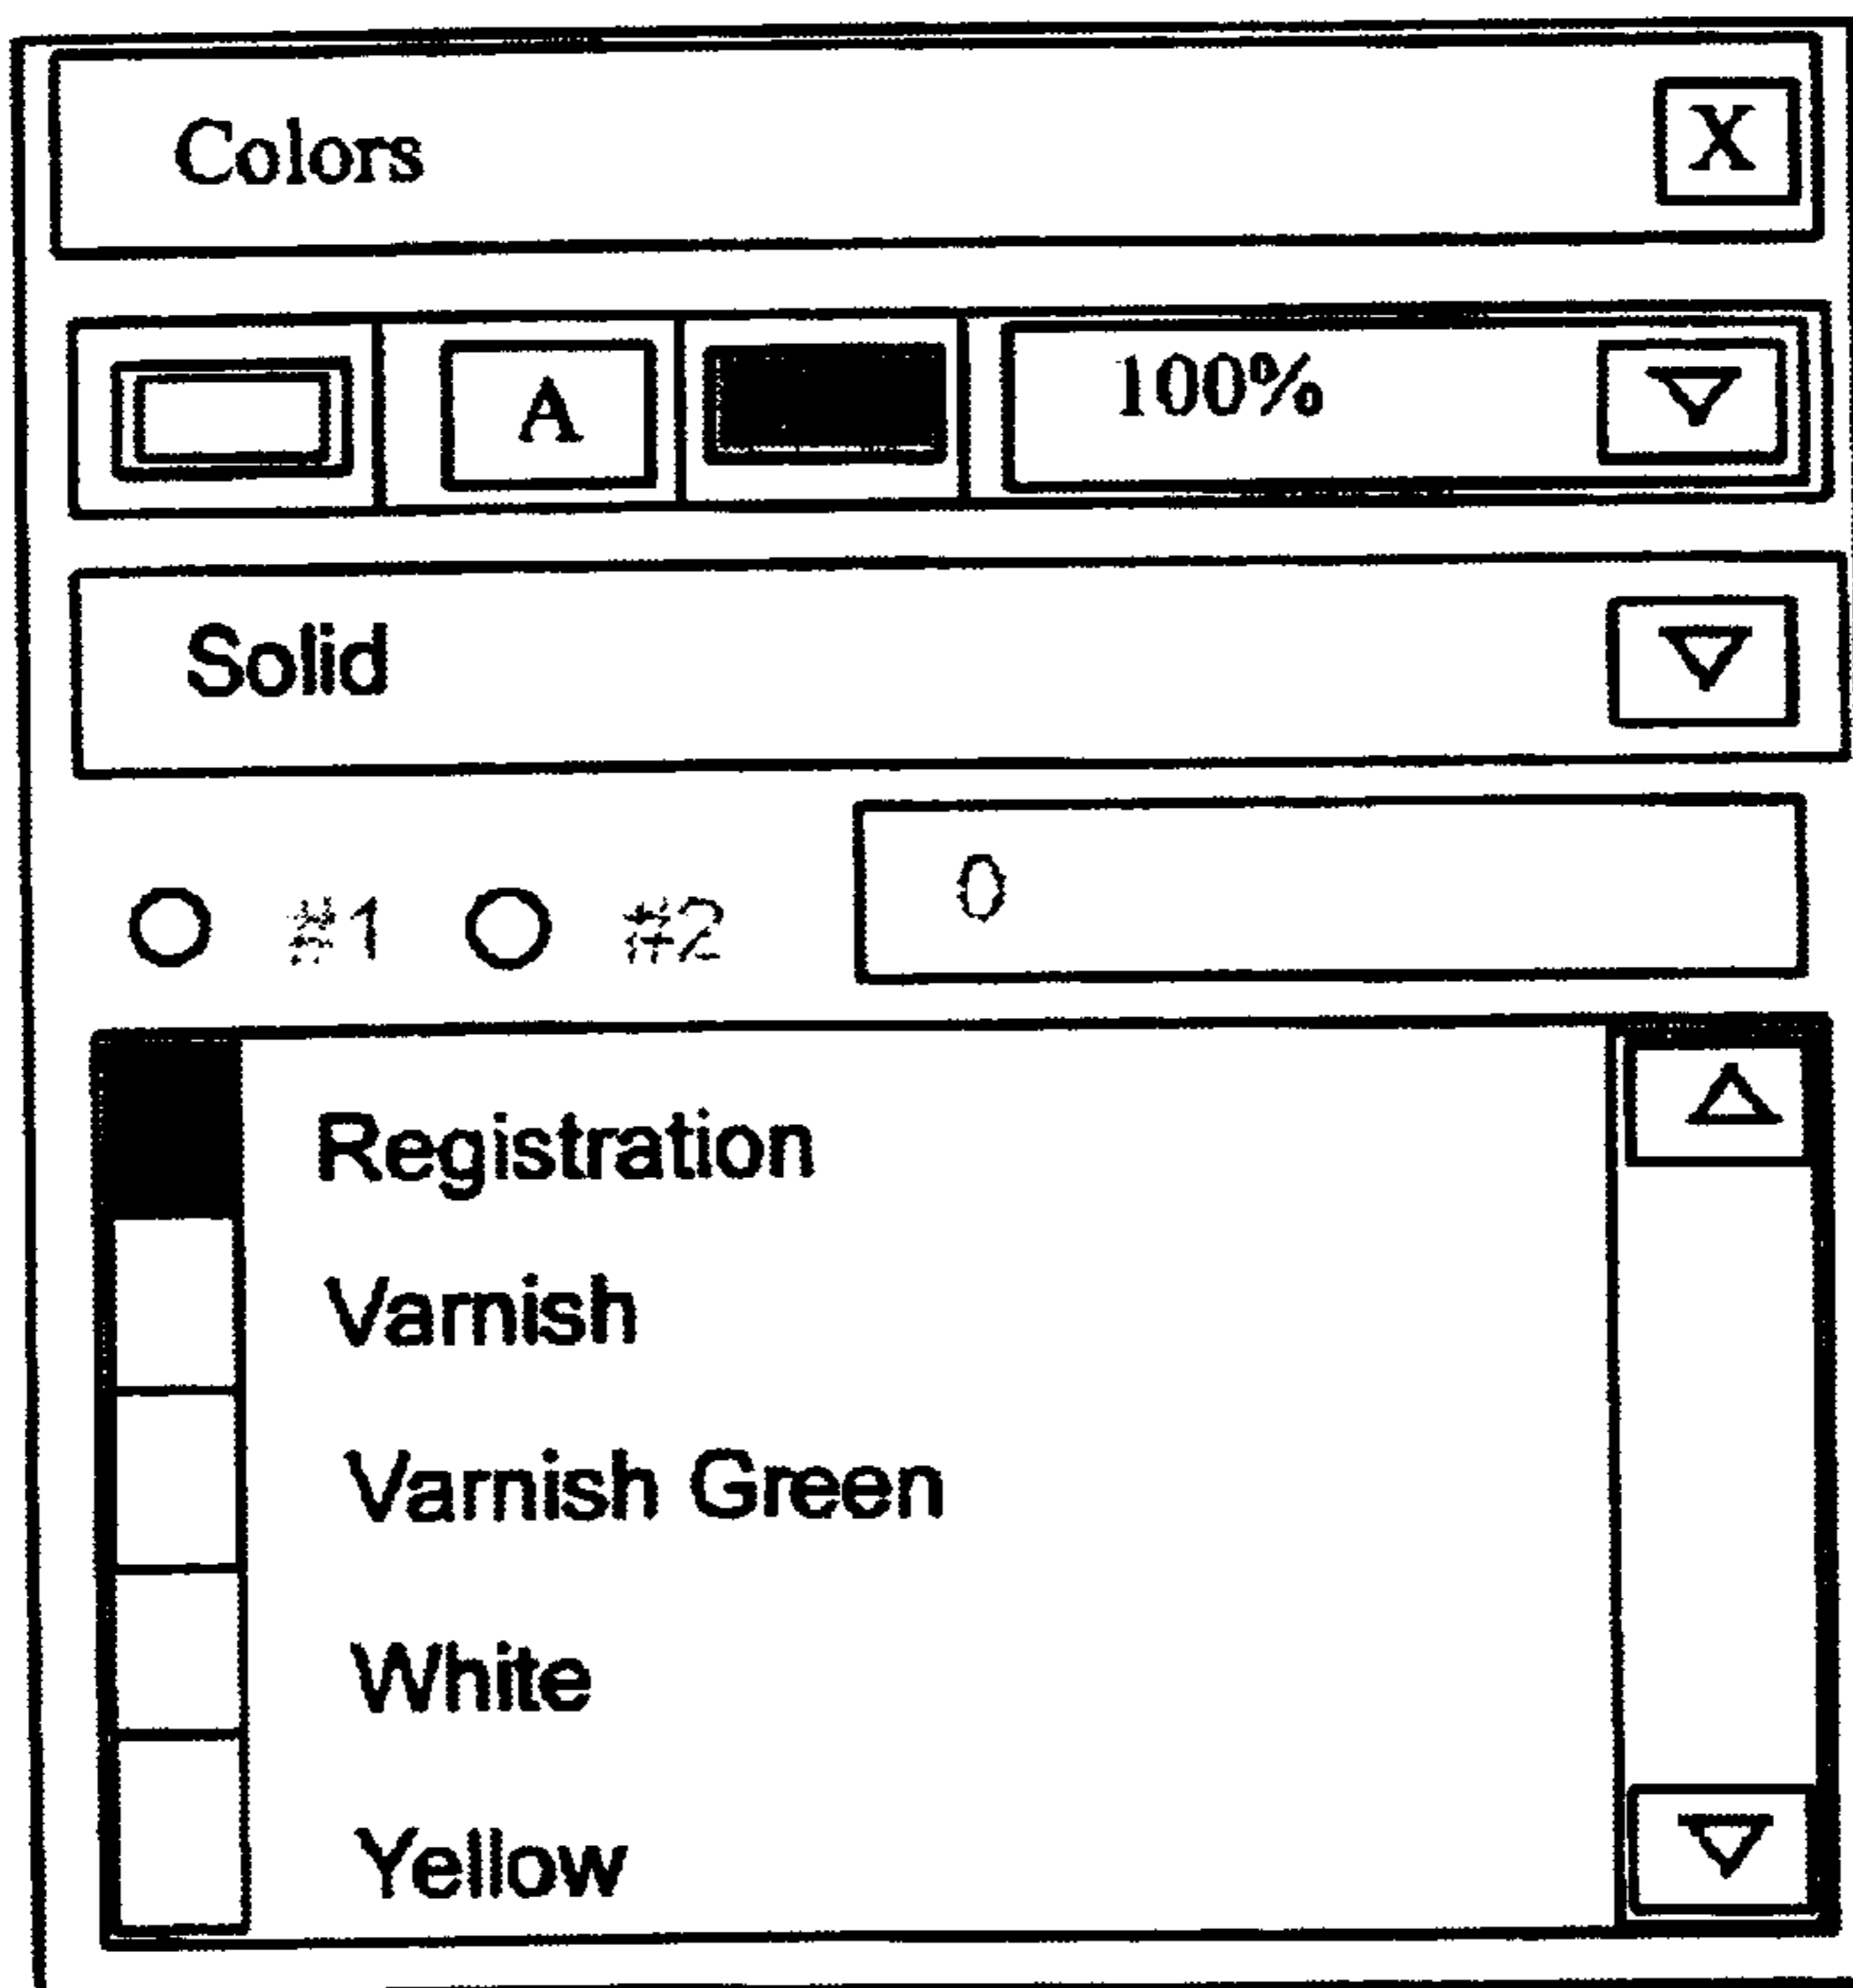 Colors X
A 100%
Solid
#1 #2 0
Registration
Varnish
Varnish Green
White
Yellow